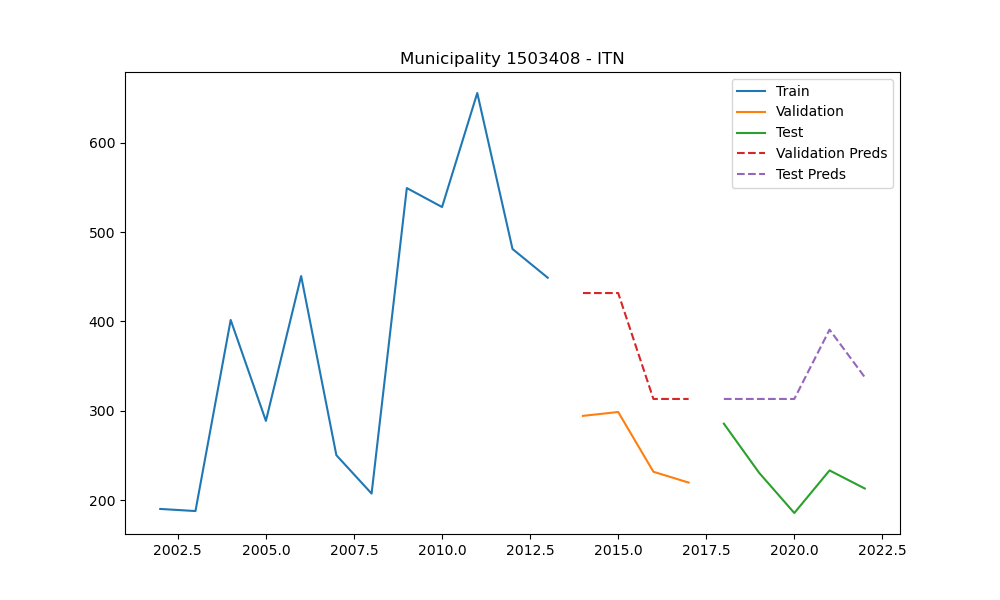 Municipality 1503408 - ITN
Train
Validation
Test
Validation Preds
Test Preds
600
500
400
300
200
2002.5 2005.0 2007.5 2010.0 2012.5 2015.0 2017.5 2020.0 2022.5